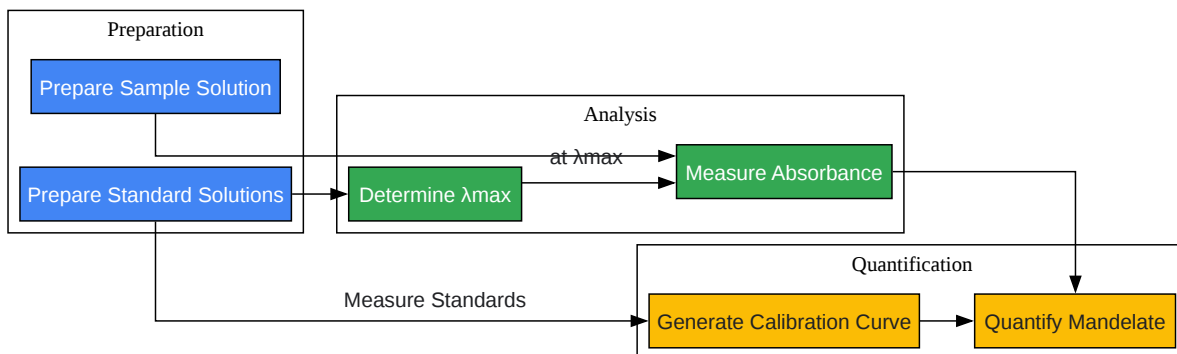 Preparation
Prepare Sample Solution
Prepare Standard Solutions
Analysis
at λmax
Determine λmax
Measure Absorbance
Measure Standards
Quantification
Generate Calibration Curve
Quantify Mandelate